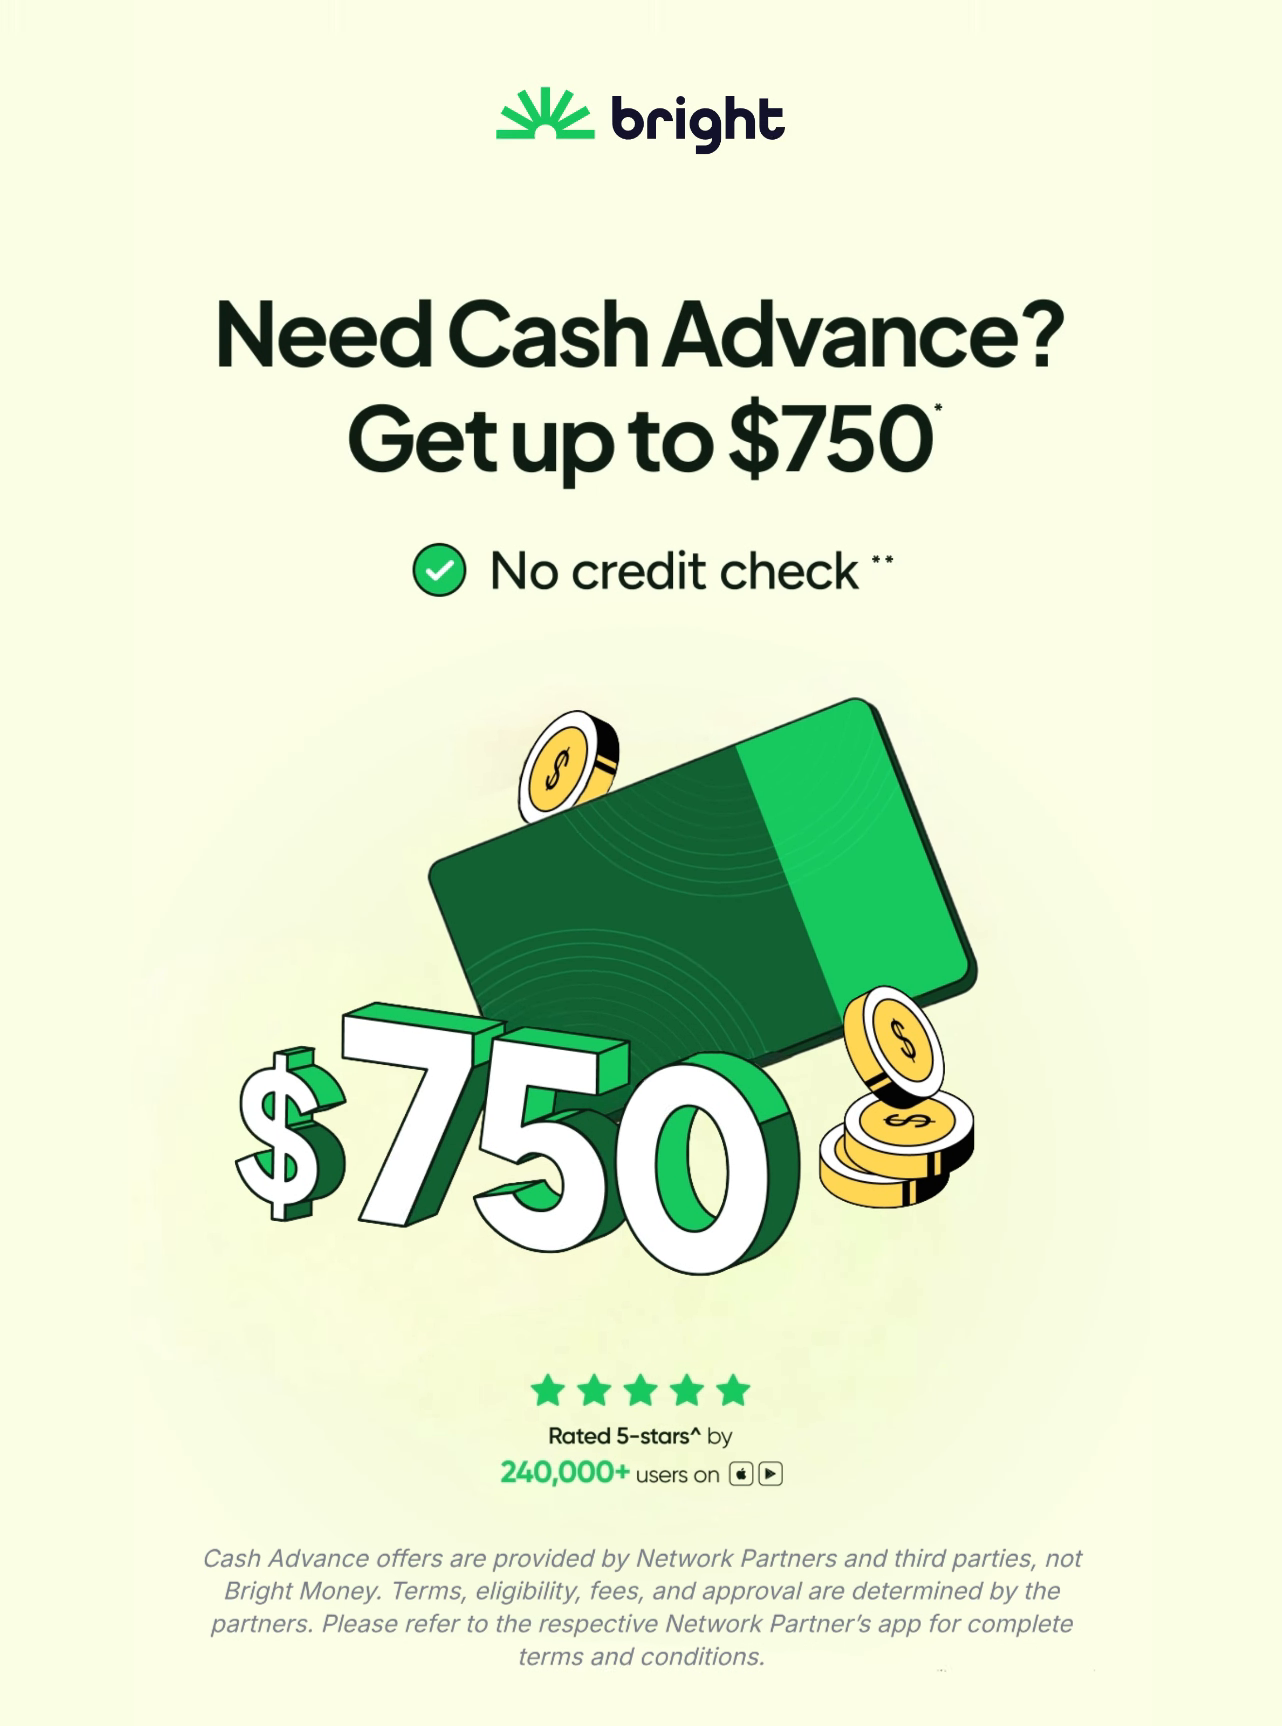 bright
Need Cash Advance?
Get up to $750*
No credit check **
$
$750
$
$
Rated 5-stars^ by
240,000+ users on
Cash Advance offers are provided by Network Partners and third parties, not
Bright Money. Terms, eligibility, fees, and approval are determined by the
partners. Please refer to the respective Network Partner’s app for complete
terms and conditions.